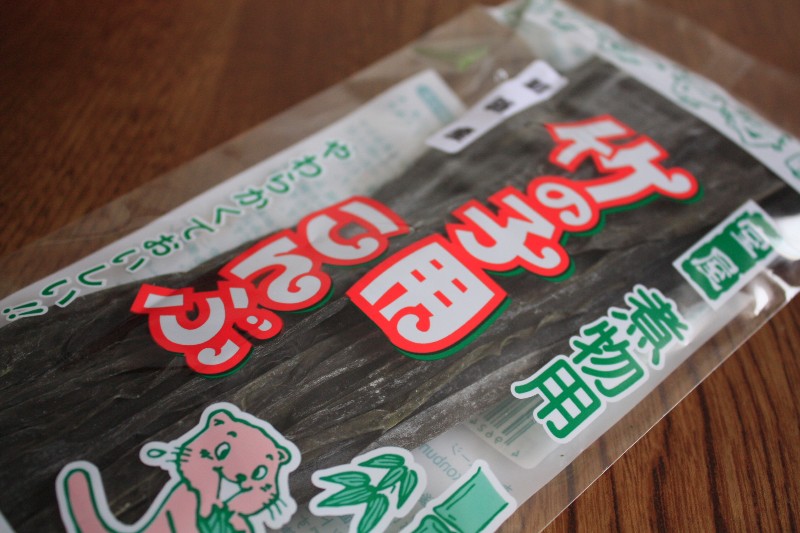 竹の子用
こんぶ
やわらかくておいしい!!
煮物用